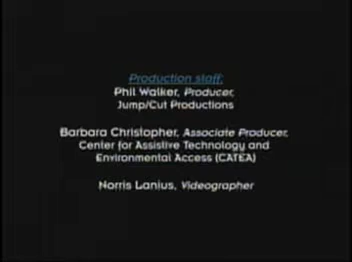 Production staff:
Phil Walker, Producer,
Jump/Cut Productions
Barbara Christopher, Associate Producer,
Center for Assistive Technology and
Environmental Access (CATEA)
Norris Lanius, Videographer